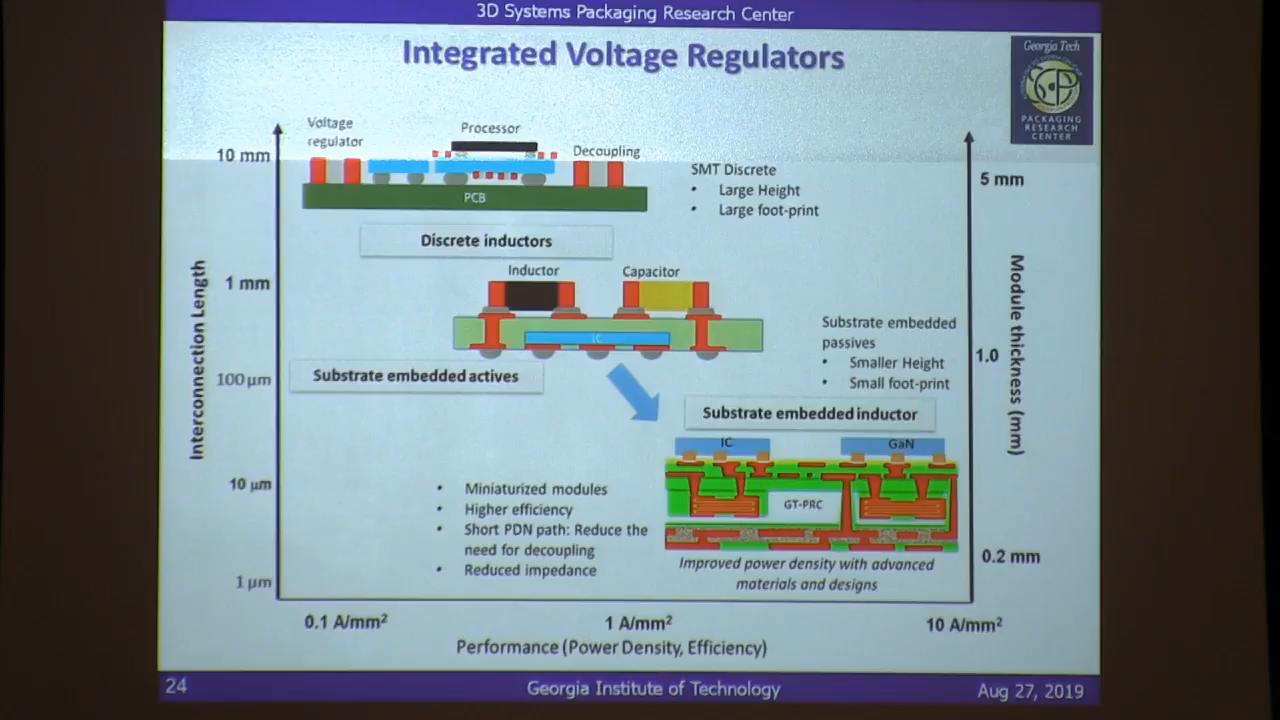 3D Systems Packaging Research Center
Integrated Voltage Regulators
Georgia Tech
PACKAGING
RESEARCH
CENTER
Voltage
regulator
Processor
Decoupling
10 mm
PCB
SMT Discrete
• Large Height
• Large foot-print
5 mm
Discrete inductors
Inductor
Capacitor
1 mm
IC
Substrate embedded
passives
• Smaller Height
• Small foot-print
1.0
Interconnection Length
Module thickness (mm)
Substrate embedded actives
100 µm
Substrate embedded inductor
IC
GaN
10 µm
GT-PRC
• Miniaturized modules
• Higher efficiency
• Short PDN path: Reduce the
need for decoupling
• Reduced impedance
Improved power density with advanced
materials and designs
0.2 mm
1 µm
0.1 A/mm²
1 A/mm²
10 A/mm²
Performance (Power Density, Efficiency)
24
Georgia Institute of Technology
Aug 27, 2019